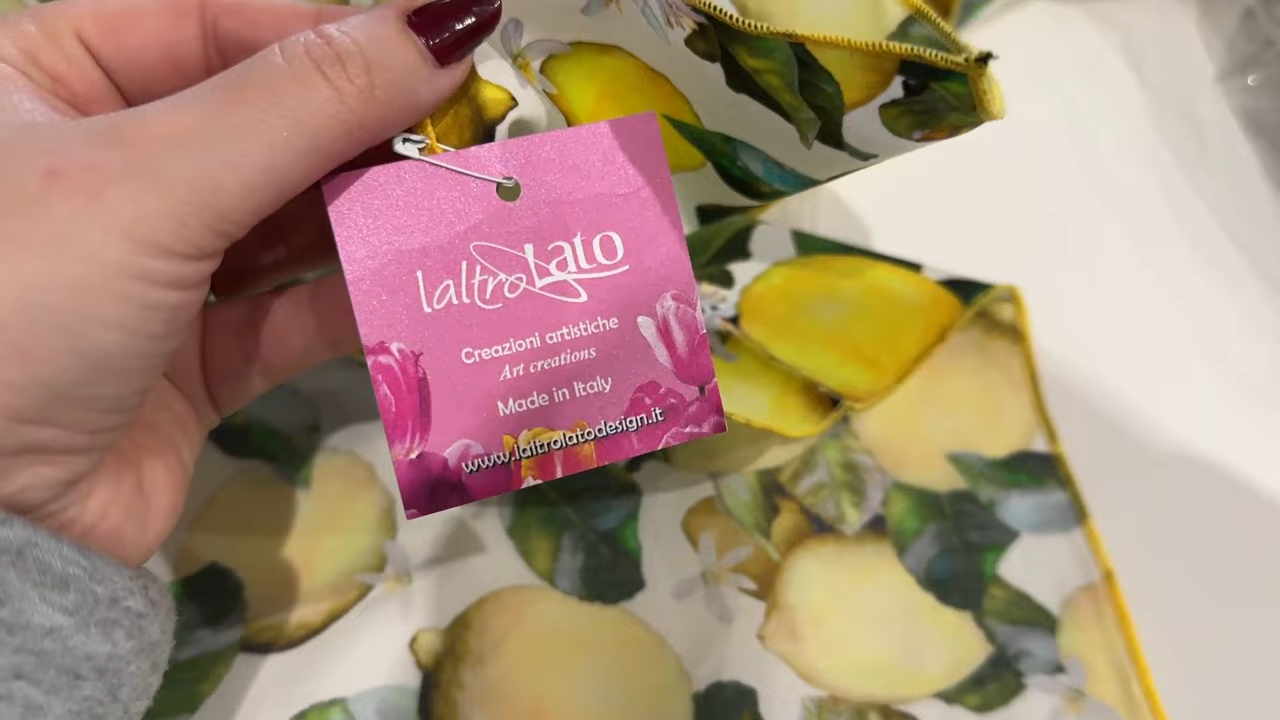 laltroLato
Creazioni artistiche
Art creations
Made in Italy
www.laltrolatodesign.it